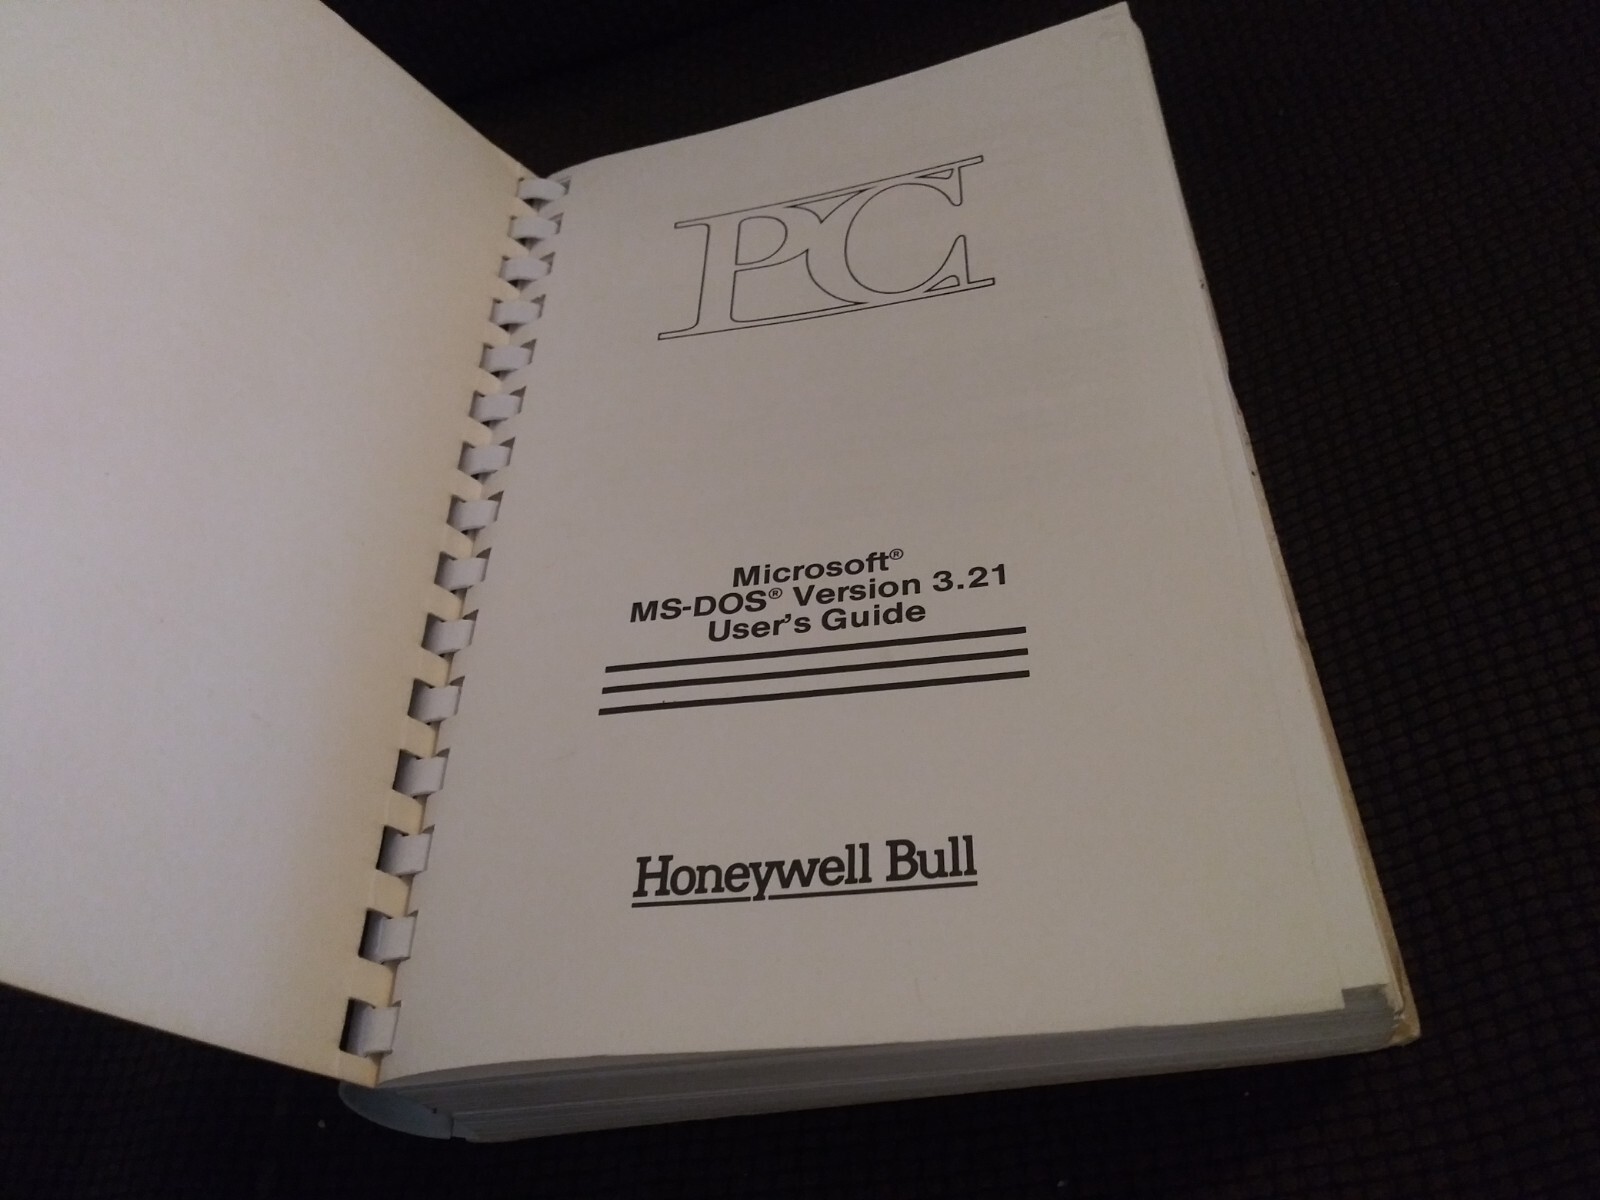 PC
Microsoft®
MS-DOS® Version 3.21
User's Guide
Honeywell Bull